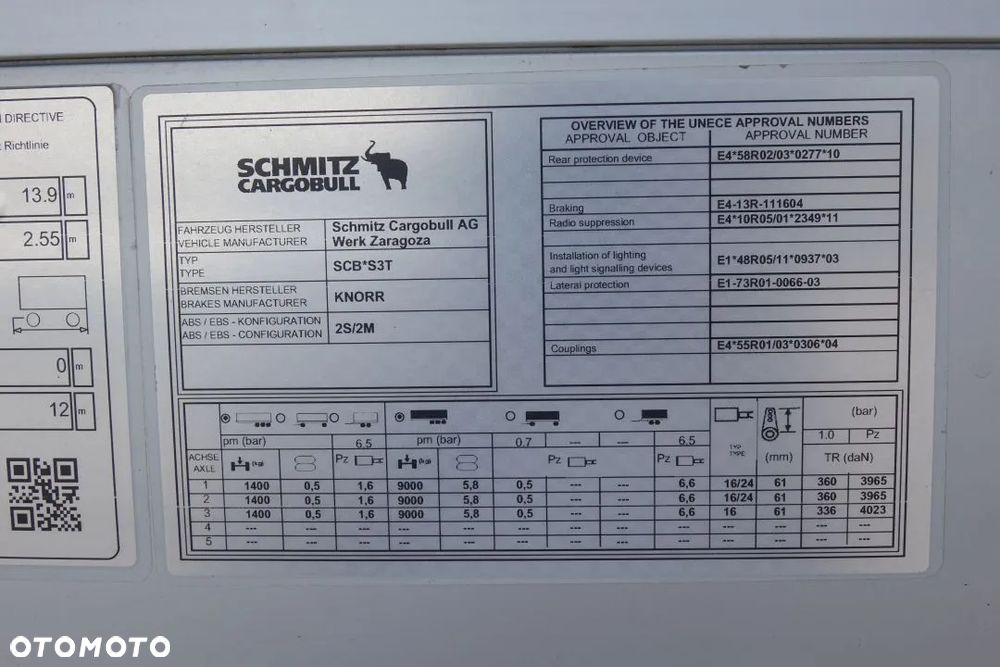 DIRECTIVE
Richtlinie
13.9 m
2.55 m
0 m
12 m
SCHMITZ
CARGOBULL
FAHRZEUG HERSTELLER
VEHICLE MANUFACTURER
Schmitz Cargobull AG
Werk Zaragoza
TYP
TYPE
SCB*S3T
BREMSEN HERSTELLER
BRAKES MANUFACTURER
KNORR
ABS / EBS - KONFIGURATION
ABS / EBS - CONFIGURATION
2S/2M
OVERVIEW OF THE UNECE APPROVAL NUMBERS
APPROVAL OBJECT APPROVAL NUMBER
Rear protection device E4*58R02/03*0277*10
Braking E4-13R-111604
Radio suppression E4*10R05/01*2349*11
Installation of lighting
and light signalling devices E1*48R05/11*0937*03
Lateral protection E1-73R01-0066-03
Couplings E4*55R01/03*0306*04
(bar)
pm (bar) 6.5 pm (bar) 0.7 --- --- 6.5 1.0 Pz
ACHSE
AXLE
(kg) Pz (kg) Pz Pz TYP
TYPE (mm) TR (daN)
1 1400 0,5 1,6 9000 5,8 0,5 --- --- 6,6 16/24 61 360 3965
2 1400 0,5 1,6 9000 5,8 0,5 --- --- 6,6 16/24 61 360 3965
3 1400 0,5 1,6 9000 5,8 0,5 --- --- 6,6 16 61 336 4023
4 --- --- --- --- --- --- --- --- --- --- --- --- ---
5 --- --- --- --- --- --- --- --- --- --- --- --- ---
OTOMOTO